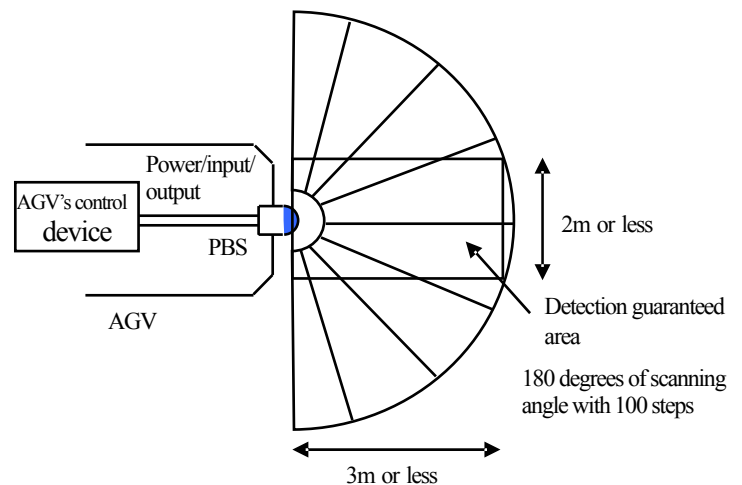 Power/input/
output
AGV's control
device
PBS
AGV
2m or less
Detection guaranteed
area
180 degrees of scanning
angle with 100 steps
3m or less